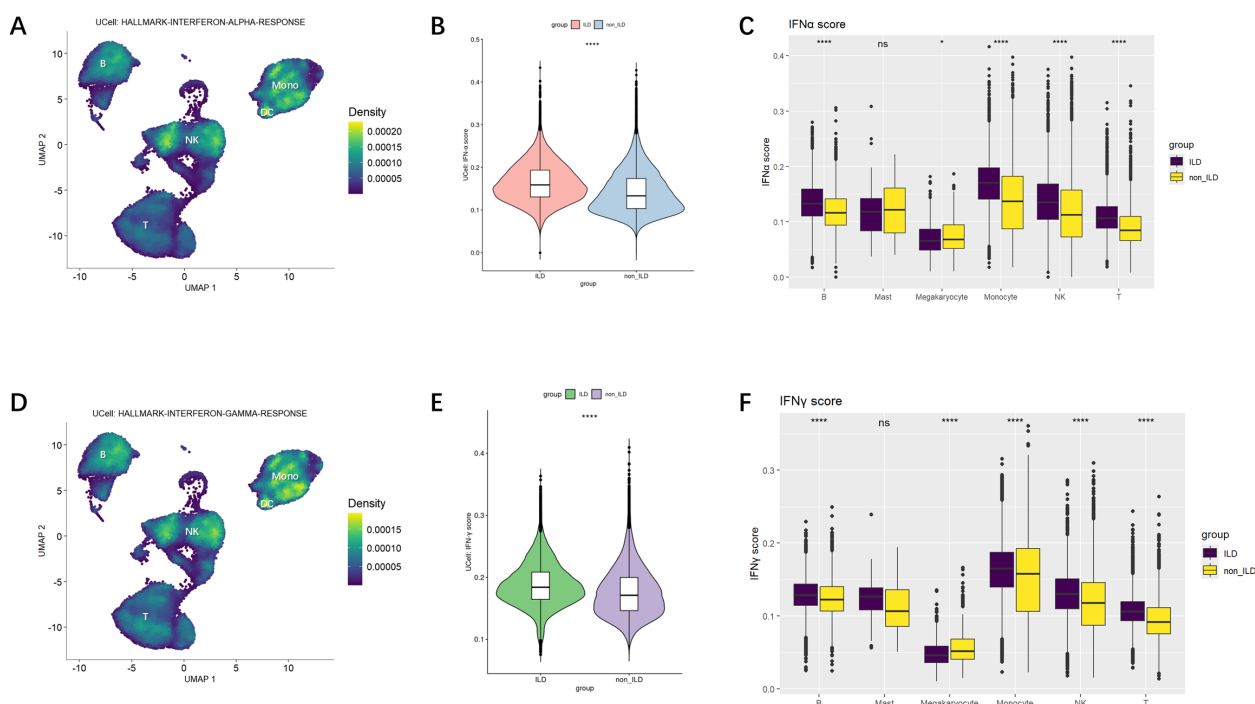 A
UCell: HALLMARK-INTERFERON-ALPHA-RESPONSE
10
5
0
-5
-10
UMAP 2
B
Mono
DC
NK
T
-10
-5
0
5
10
UMAP 1
Density
0.00020
0.00015
0.00010
0.00005
B
group ILD non_ILD
****
0.5
0.4
0.3
0.2
0.1
0.0
UCell: IFN-α score
ILD
non_ILD
group
C
IFNα score
**** ns * **** **** ****
0.4
0.3
0.2
0.1
0.0
IFNα score
B Mast Megakaryocyte Monocyte NK T
group
ILD
non_ILD
D
UCell: HALLMARK-INTERFERON-GAMMA-RESPONSE
10
5
0
-5
-10
UMAP 2
B
Mono
DC
NK
T
-10
-5
0
5
10
UMAP 1
Density
0.00015
0.00010
0.00005
E
group ILD non_ILD
****
0.4
0.3
0.2
0.1
UCell: IFN-γ score
ILD
non_ILD
group
F
IFNγ score
**** ns **** **** **** ****
0.3
0.2
0.1
0.0
IFNγ score
B Mast Megakaryocyte Monocyte NK T
group
ILD
non_ILD